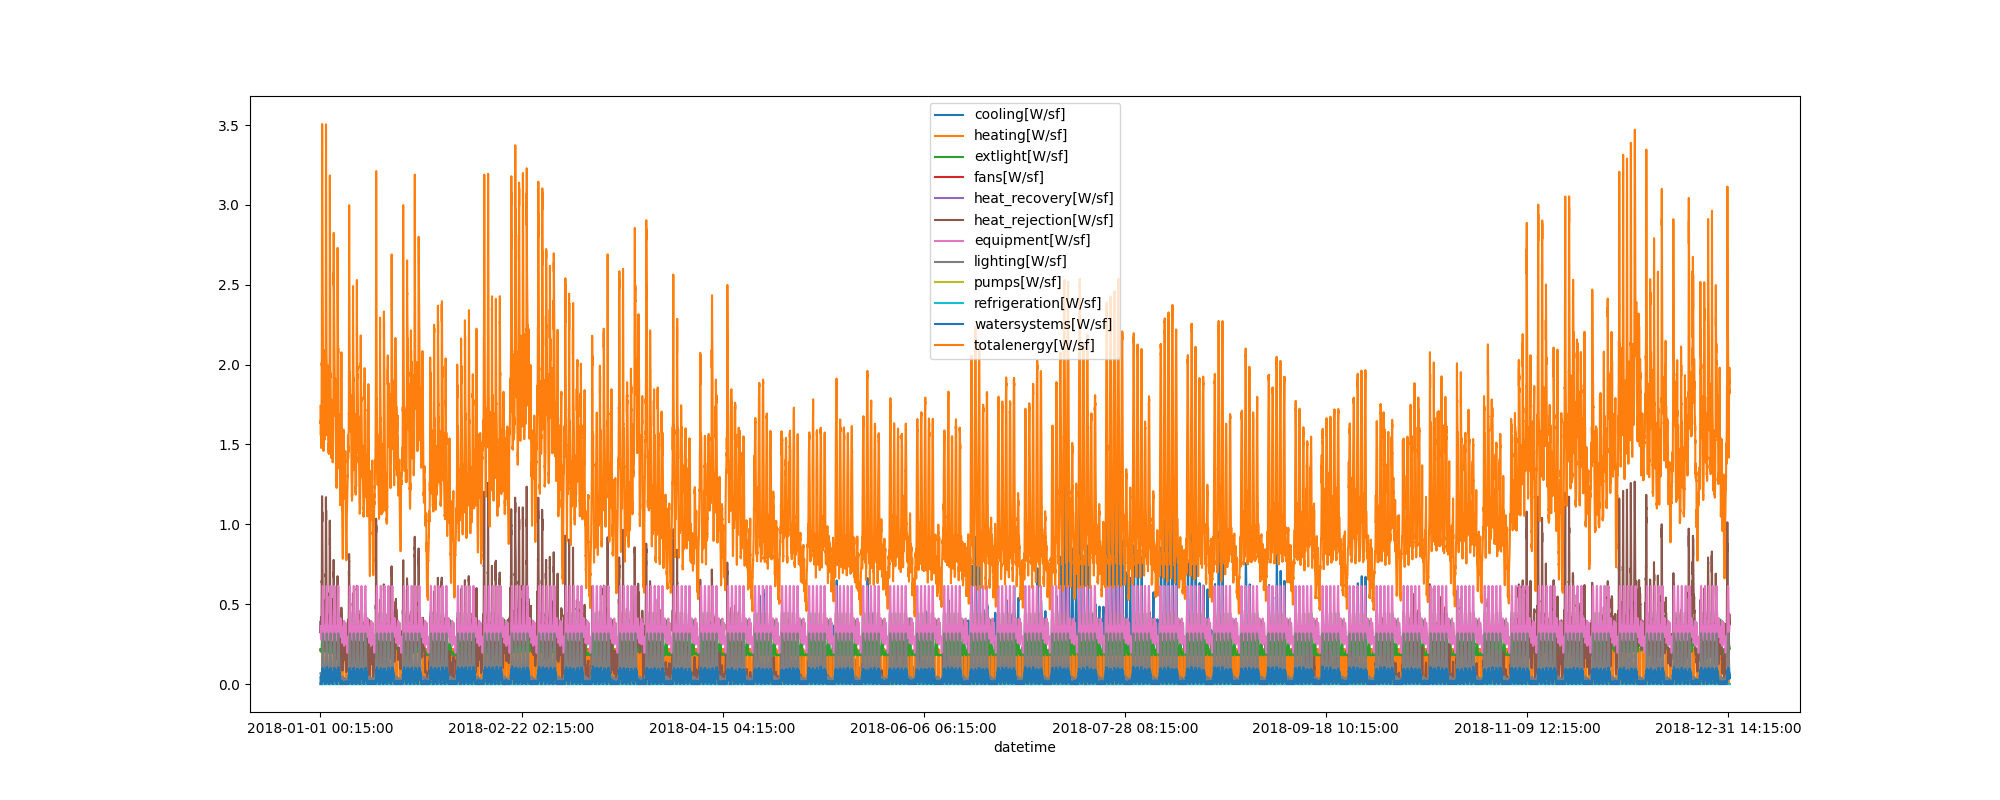 3.5
3.0
2.5
2.0
1.5
1.0
0.5
0.0
cooling[W/sf]
heating[W/sf]
extlight[W/sf]
fans[W/sf]
heat_recovery[W/sf]
heat_rejection[W/sf]
equipment[W/sf]
lighting[W/sf]
pumps[W/sf]
refrigeration[W/sf]
watersystems[W/sf]
totalenergy[W/sf]
2018-01-01 00:15:00 2018-02-22 02:15:00 2018-04-15 04:15:00 2018-06-06 06:15:00 2018-07-28 08:15:00 2018-09-18 10:15:00 2018-11-09 12:15:00 2018-12-31 14:15:00
datetime